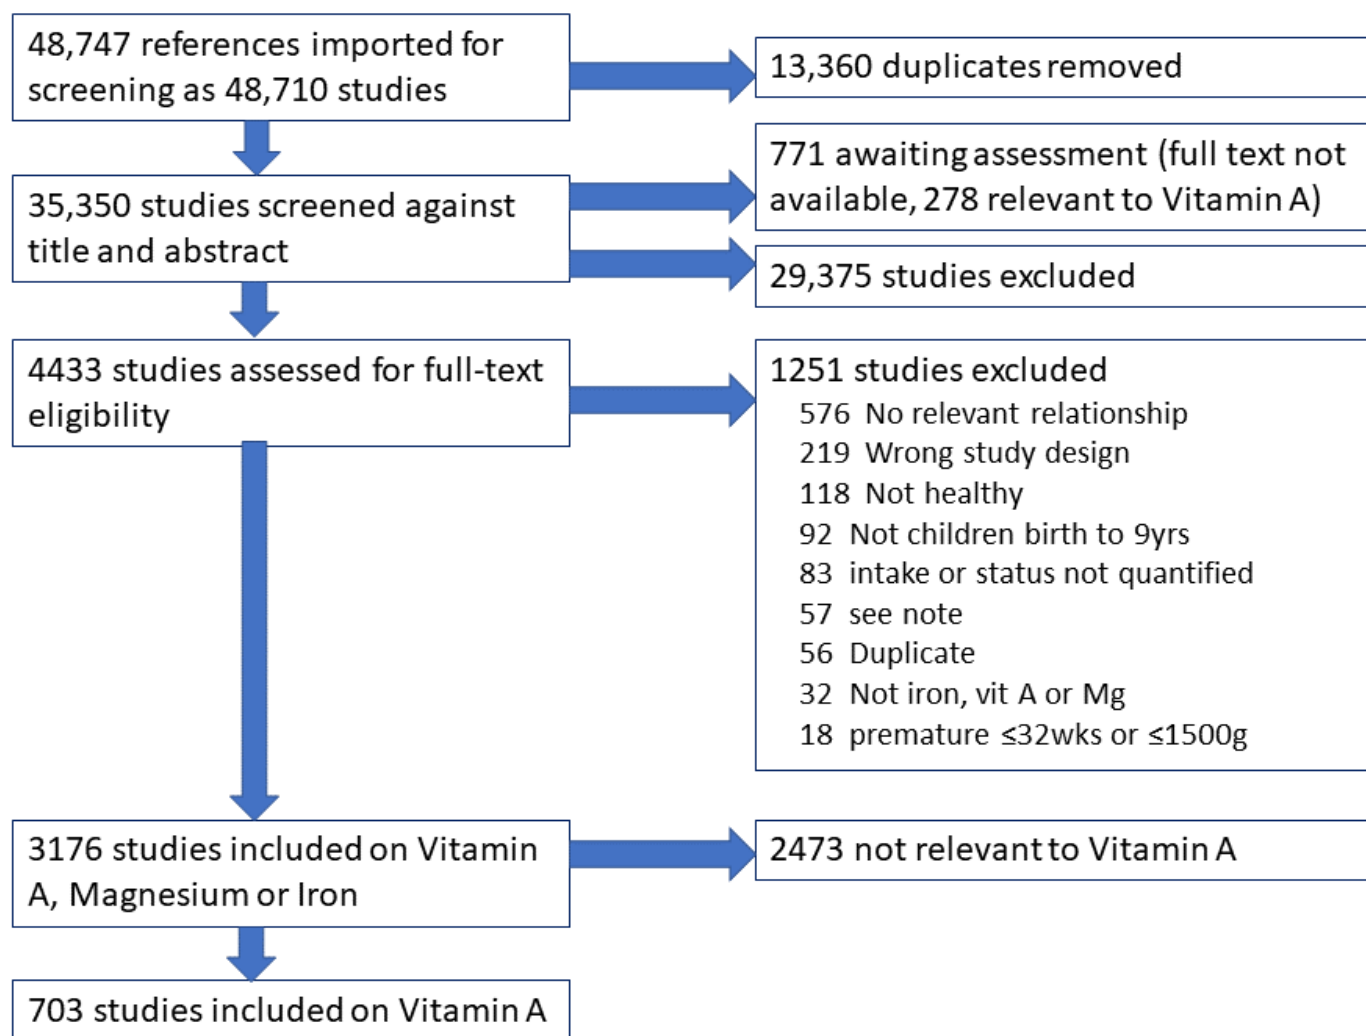 48,747 references imported for
screening as 48,710 studies
13,360 duplicates removed
771 awaiting assessment (full text not
available, 278 relevant to Vitamin A)
35,350 studies screened against
title and abstract
29,375 studies excluded
4433 studies assessed for full-text
eligibility
1251 studies excluded
576 No relevant relationship
219 Wrong study design
118 Not healthy
92 Not children birth to 9yrs
83 intake or status not quantified
57 see note
56 Duplicate
32 Not iron, vit A or Mg
18 premature ≤32wks or ≤1500g
3176 studies included on Vitamin
A, Magnesium or Iron
2473 not relevant to Vitamin A
703 studies included on Vitamin A